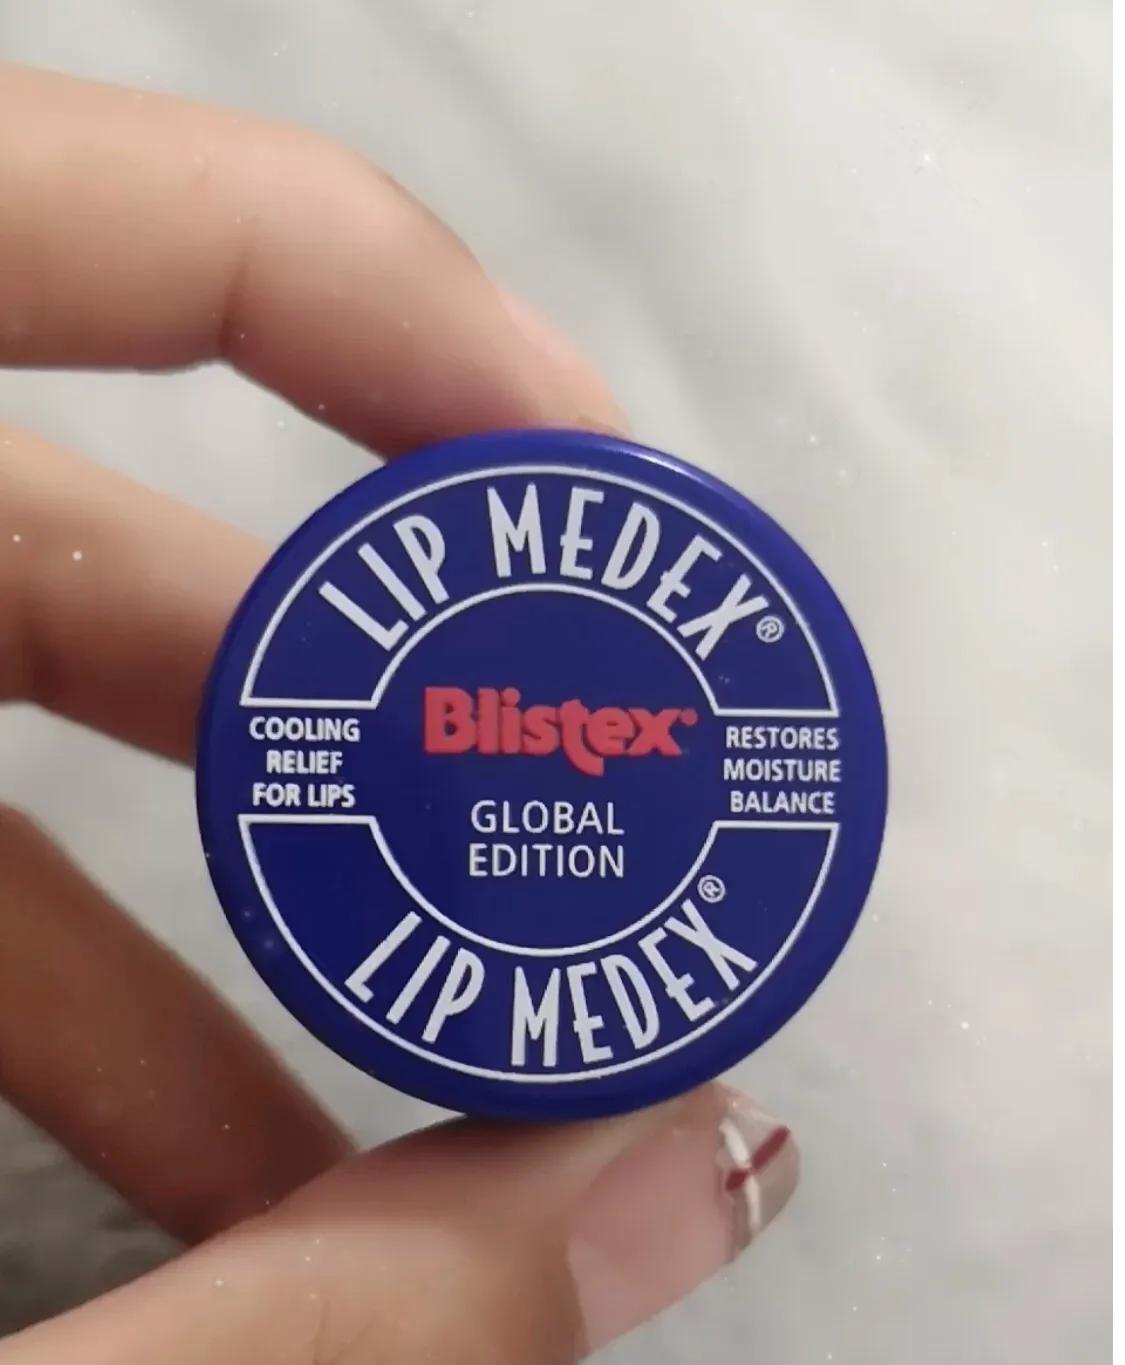 LIP MEDEX®
Blistex®
COOLING
RELIEF
FOR LIPS
RESTORES
MOISTURE
BALANCE
GLOBAL
EDITION
LIP MEDEX®